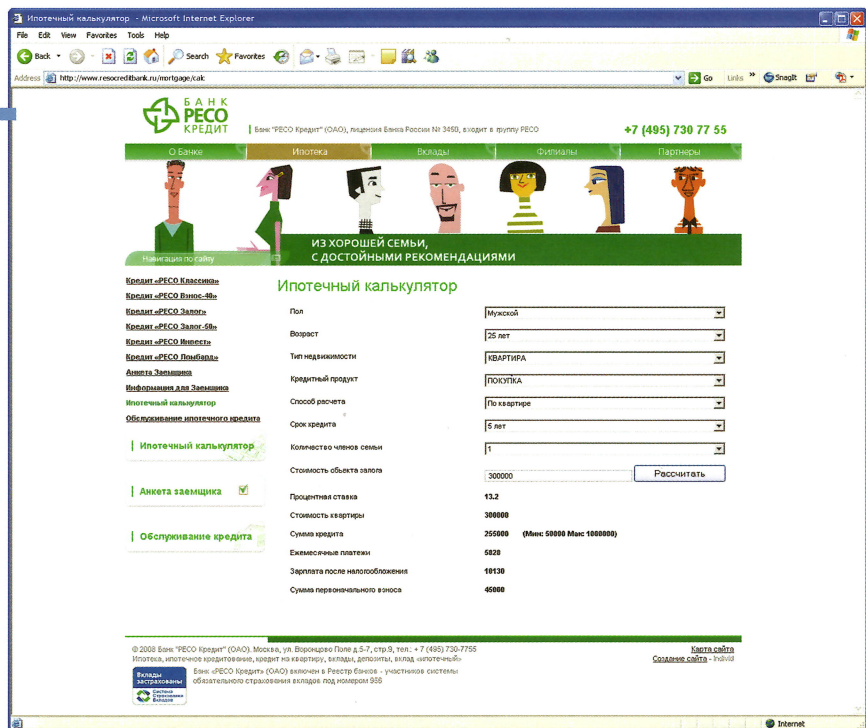 Ипотечный калькулятор - Microsoft Internet Explorer
File Edit View Favorites Tools Help
Back Search Favorites
Address http://www.resocreditbank.ru/mortgage/calc Go Links SnagIt
БАНК
РЕСО
КРЕДИТ
Банк "РЕСО Кредит" (ОАО), лицензия Банка России № 3450, входит в группу РЕСО
+7 (495) 730 77 55
О Банке Ипотека Вклады Филиалы Партнеры
ИЗ ХОРОШЕЙ СЕМЬИ,
С ДОСТОЙНЫМИ РЕКОМЕНДАЦИЯМИ
Навигация по сайту
Кредит «РЕСО Классика»
Кредит «РЕСО Взнос-40»
Кредит «РЕСО Залог»
Кредит «РЕСО Залог-50»
Кредит «РЕСО Инвест»
Кредит «РЕСО Ломбард»
Анкета Заемщика
Информация для Заемщика
Ипотечный калькулятор
Обслуживание ипотечного кредита
Ипотечный калькулятор
Анкета заемщика
Обслуживание кредита
Ипотечный калькулятор
Пол Мужской
Возраст 25 лет
Тип недвижимости КВАРТИРА
Кредитный продукт ПОКУПКА
Способ расчета По квартире
Срок кредита 5 лет
Количество членов семьи 1
Стоимость объекта залога 300000 Рассчитать
Процентная ставка 13.2
Стоимость квартиры 300000
Сумма кредита 255000 (Мин: 50000 Макс 1000000)
Ежемесячные платежи 5828
Зарплата после налогообложения 10130
Сумма первоначального взноса 45000
© 2008 Банк "РЕСО Кредит" (ОАО). Москва, ул. Воронцово Поле д.5-7, стр.9, тел.: + 7 (495) 730-7755
Ипотека, ипотечное кредитование, кредит на квартиру, вклады, депозиты, вклад «ипотечный»
Карта сайта
Создание сайта - Individ
Вклады
застрахованы
Система
Страхования
Вкладов
Банк «РЕСО Кредит» (ОАО) включен в Реестр банков - участников системы
обязательного страхования вкладов под номером 986
Internet